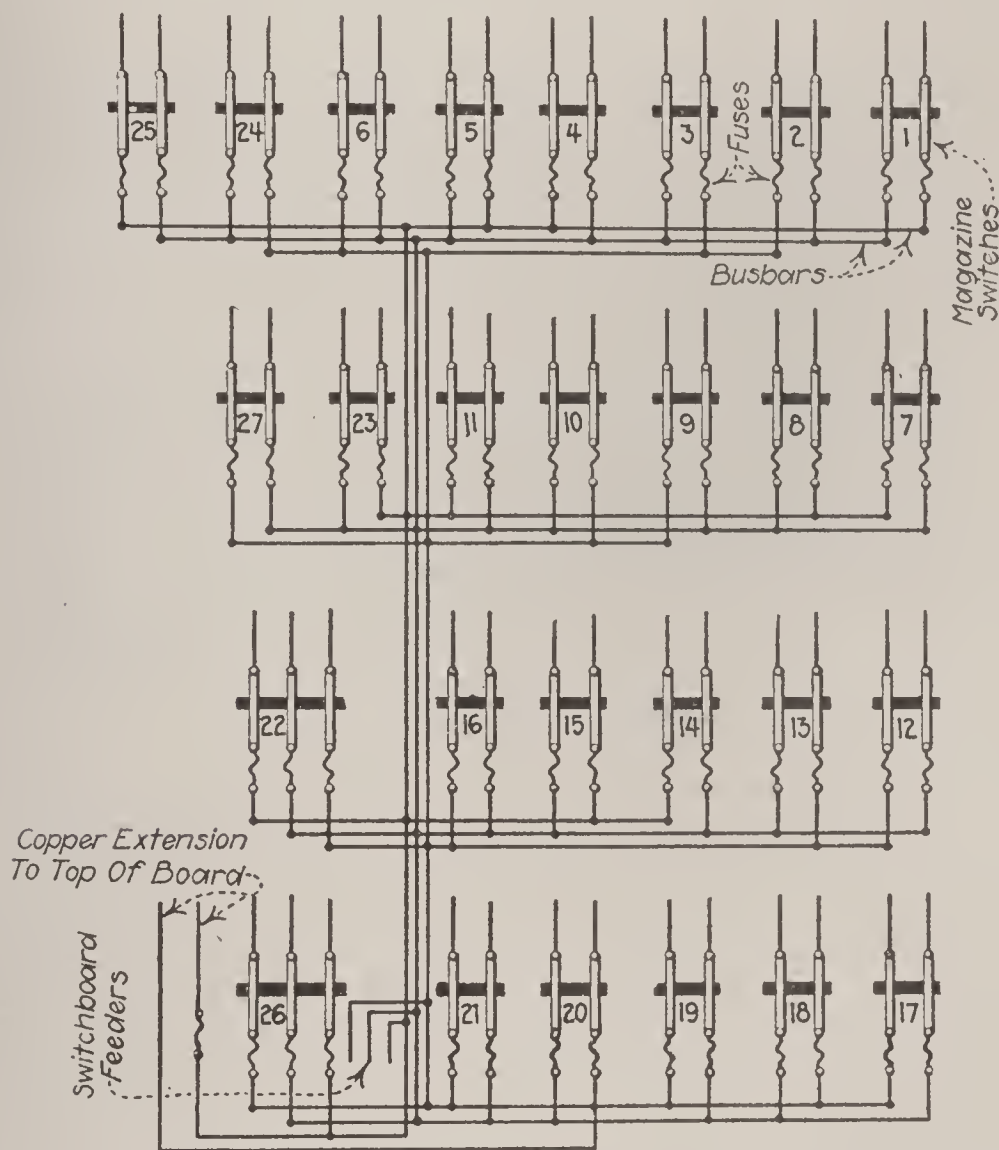 25 24 6 5 4 3 2 1
Fuses
Magazine
Switches
Busbars
27 23 11 10 9 8 7
22 16 15 14 13 12
Copper Extension
To Top Of Board
Switchboard
Feeders
26 21 20 19 18 17